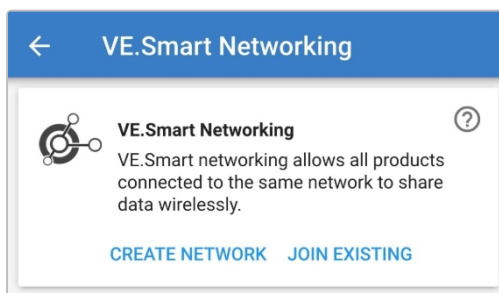 VE.Smart Networking
VE.Smart Networking
VE.Smart networking allows all products
connected to the same network to share
data wirelessly.
CREATE NETWORK JOIN EXISTING